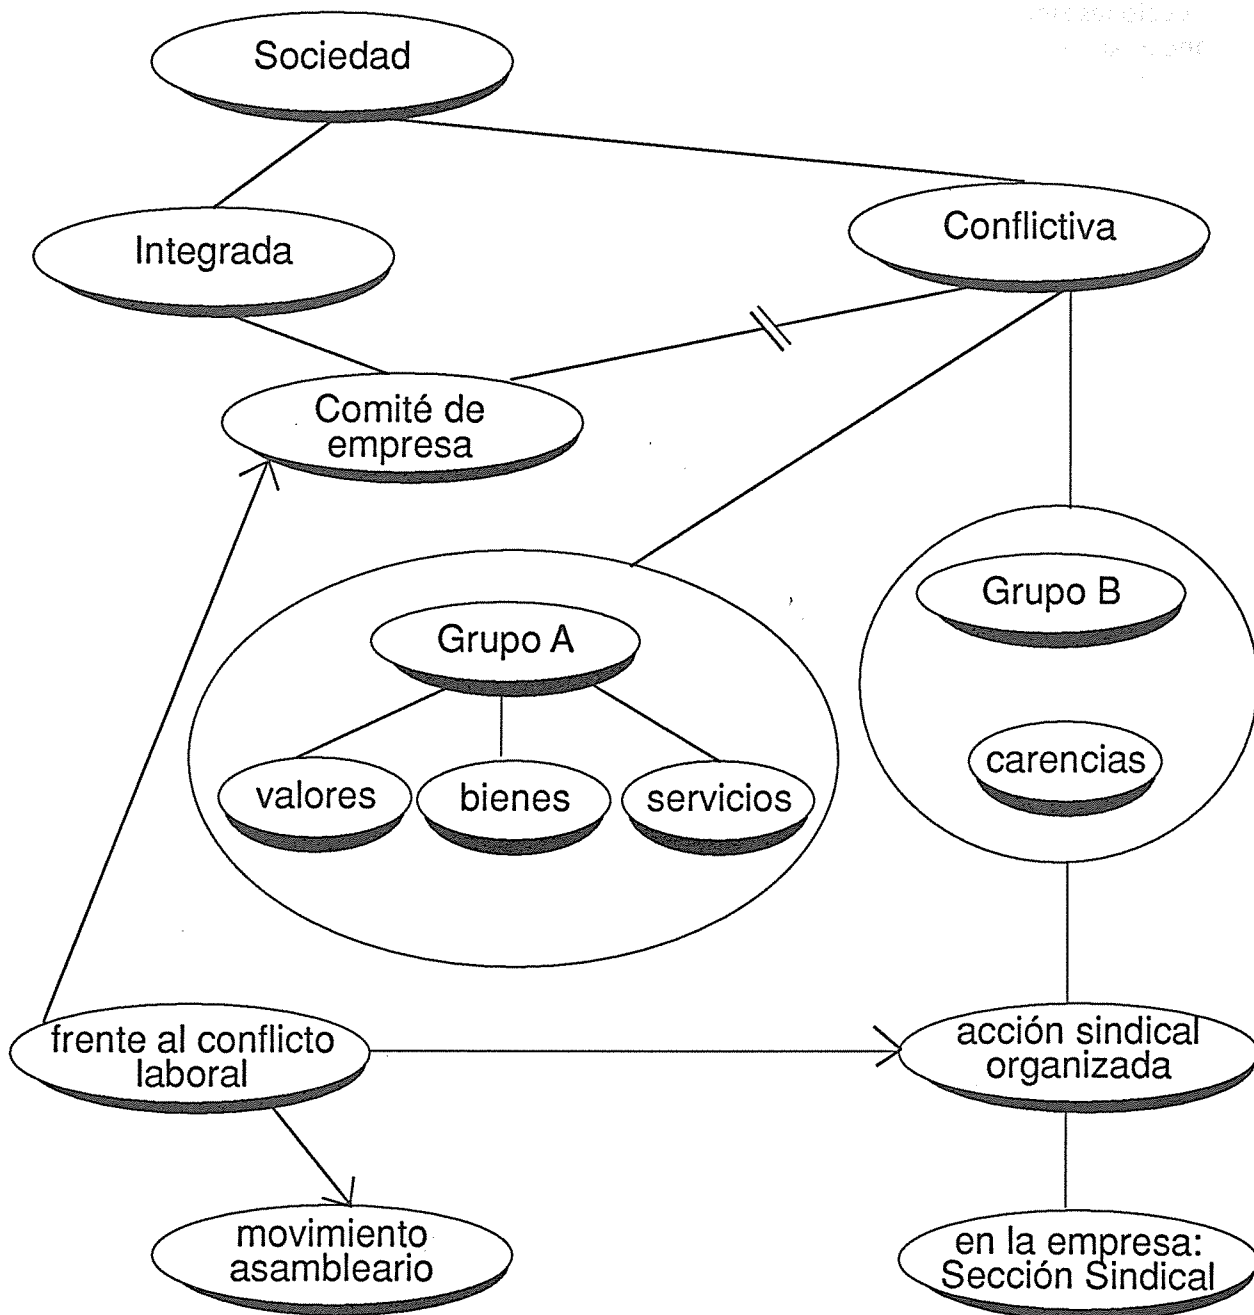 Sociedad
Integrada
Conflictiva
Comité de
empresa
Grupo A
Grupo B
valores
bienes
servicios
carencias
frente al conflicto
laboral
acción sindical
organizada
movimiento
asambleario
en la empresa:
Sección Sindical